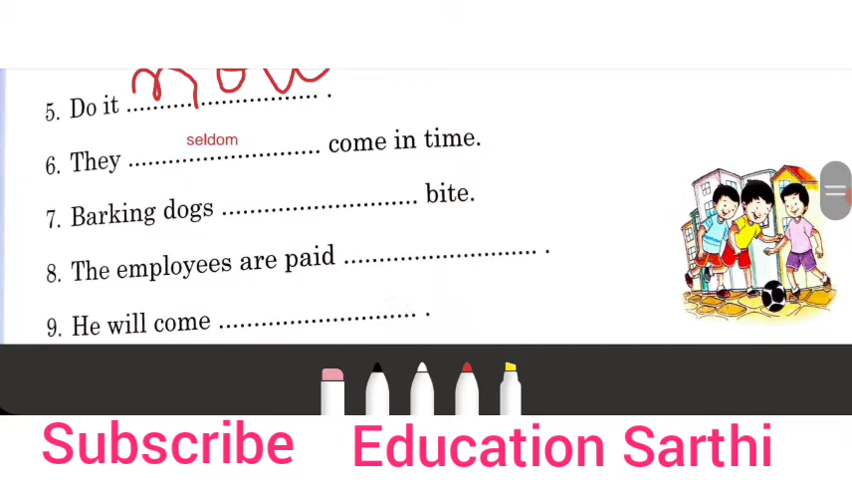 5. Do it .............................. .
seldom
6. They .............................. come in time.
7. Barking dogs .............................. bite.
8. The employees are paid .............................. .
9. He will come .............................. .
Subscribe Education Sarthi